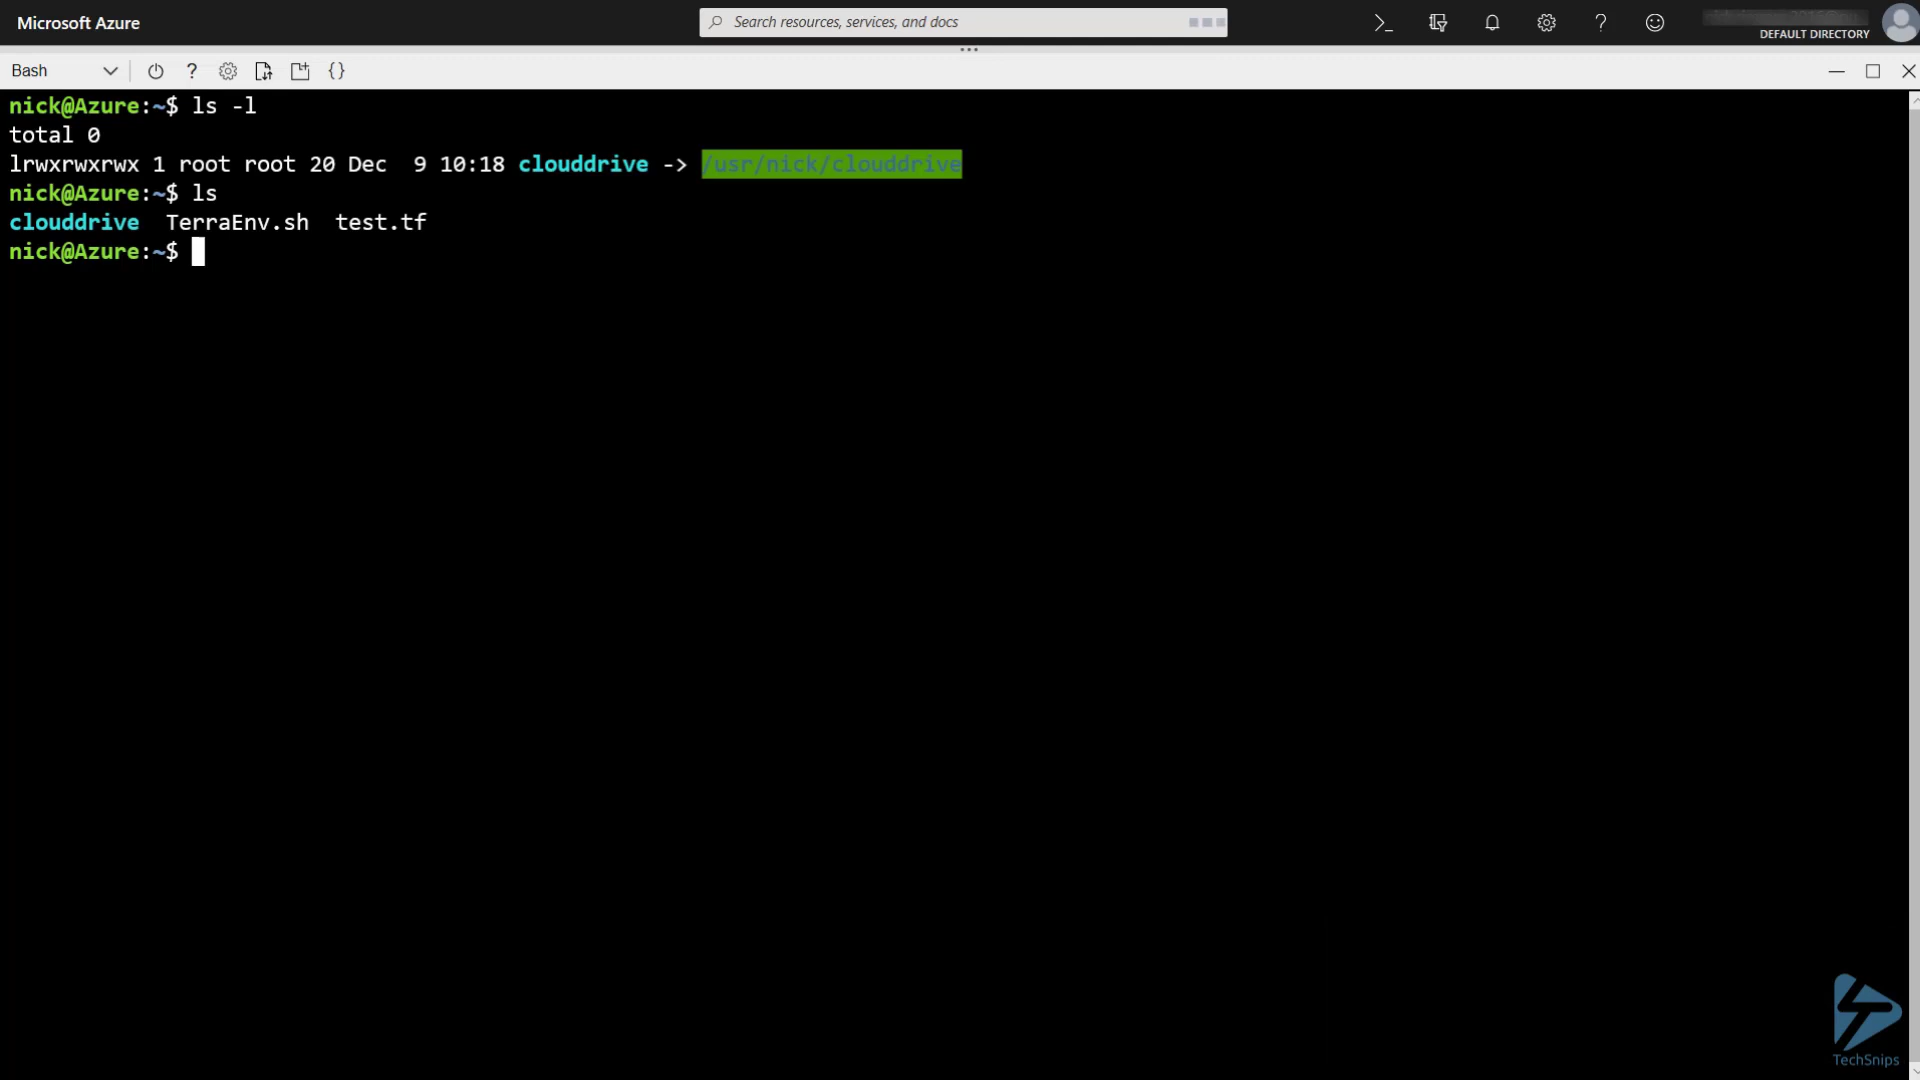 Microsoft Azure
Search resources, services, and docs
DEFAULT DIRECTORY
Bash
nick@Azure:~$ ls -l
total 0
lrwxrwxrwx 1 root root 20 Dec  9 10:18 clouddrive -> /usr/nick/clouddrive
nick@Azure:~$ ls
clouddrive  TerraEnv.sh  test.tf
nick@Azure:~$
TechSnips